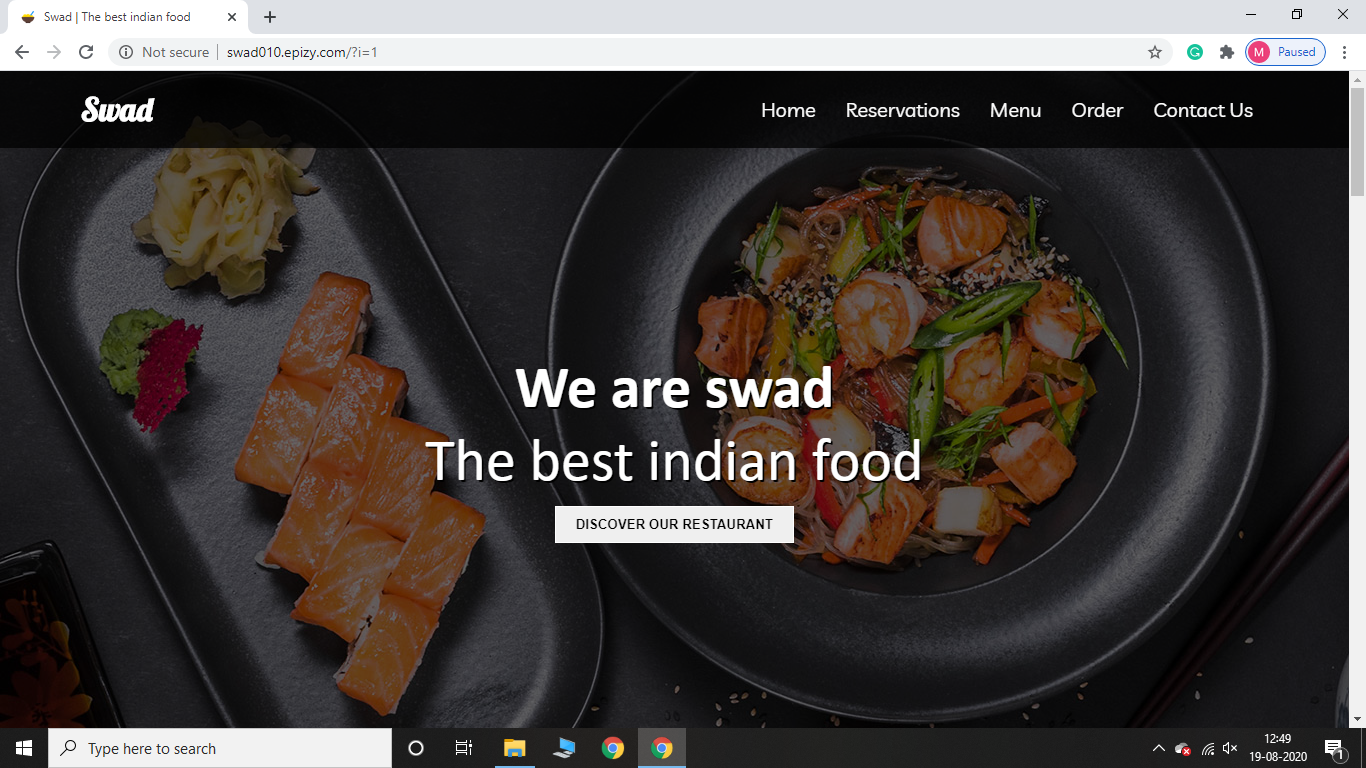 Swad | The best indian food
Not secure
swad010.epizy.com/?i=1
M Paused
Swad
Home Reservations Menu Order Contact Us
We are swad
The best indian food
DISCOVER OUR RESTAURANT
Type here to search
12:49
19-08-2020
1